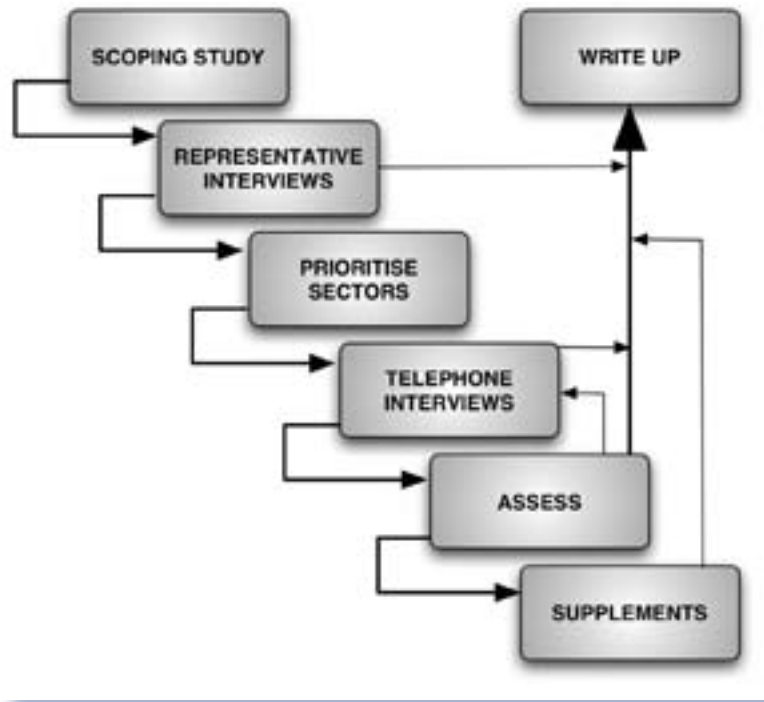 SCOPING STUDY
WRITE UP
REPRESENTATIVE
INTERVIEWS
PRIORITISE
SECTORS
TELEPHONE
INTERVIEWS
ASSESS
SUPPLEMENTS